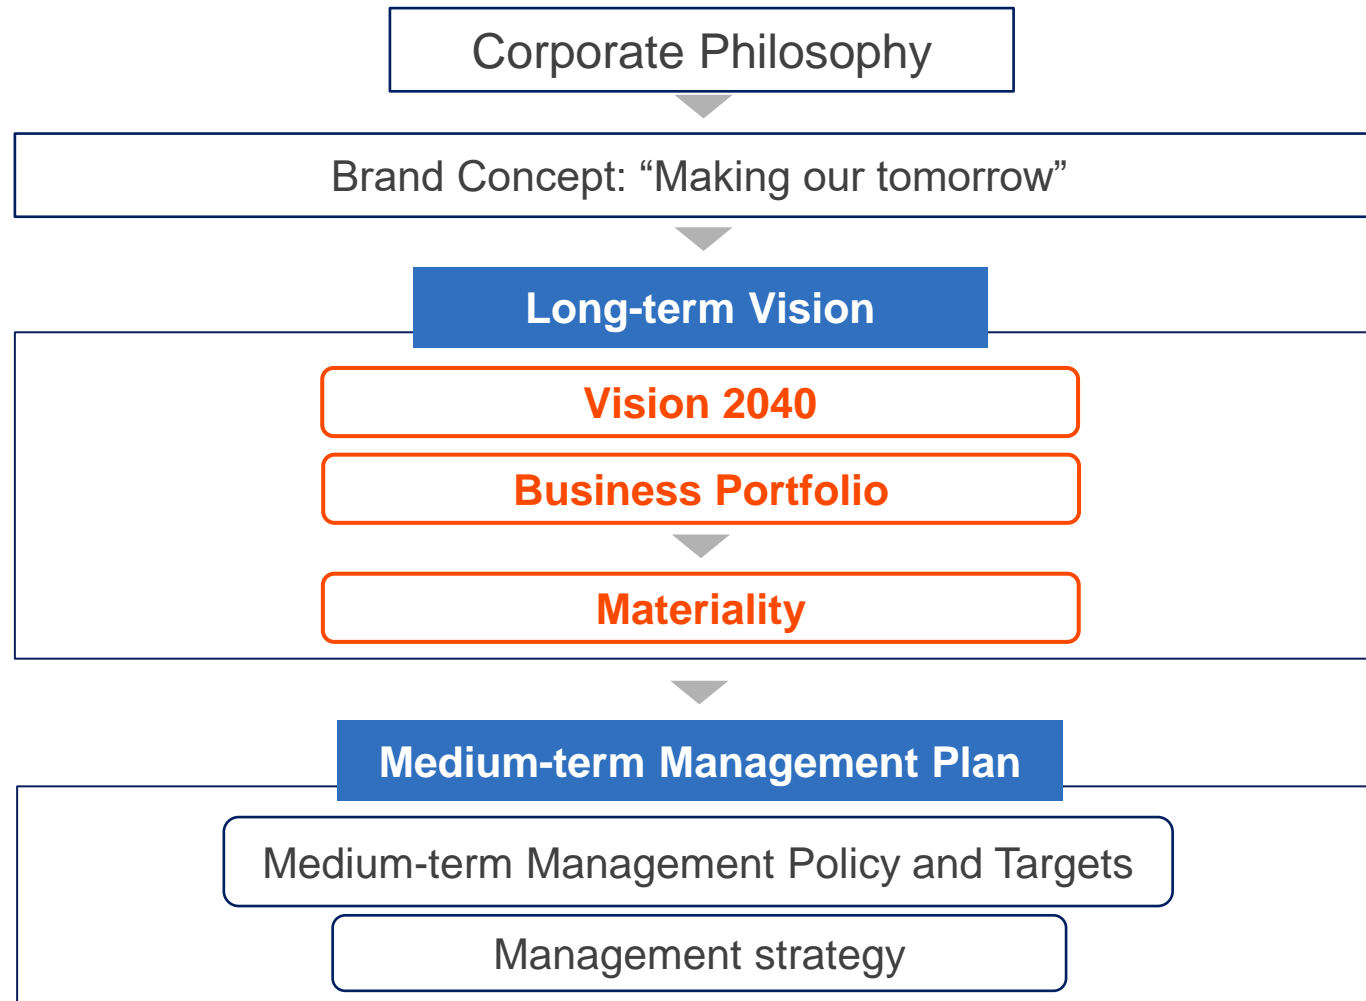 Corporate Philosophy
Brand Concept: “Making our tomorrow”
Long-term Vision
Vision 2040
Business Portfolio
Materiality
Medium-term Management Plan
Medium-term Management Policy and Targets
Management strategy